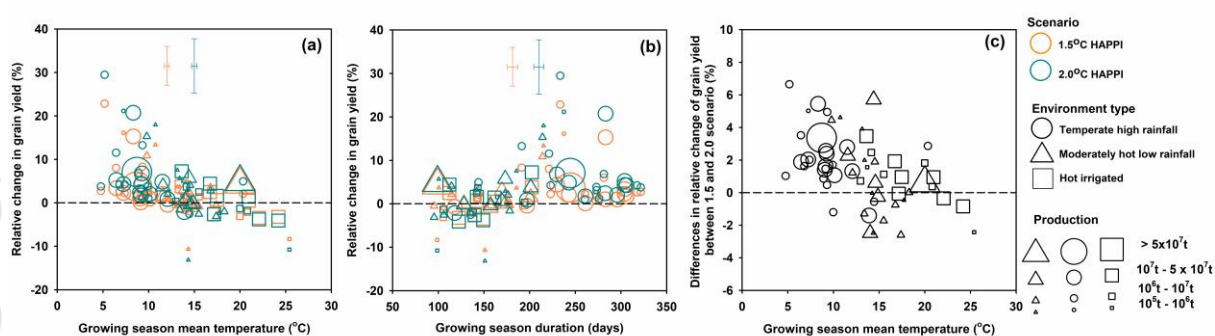 (a)
Relative change in grain yield (%)
40
30
20
10
0
-10
-20
0 5 10 15 20 25 30
Growing season mean temperature (°C)
(b)
Relative change in grain yield (%)
40
30
20
10
0
-10
-20
50 100 150 200 250 300 350
Growing season duration (days)
(c)
Differences in relative change of grain yield
between 1.5 and 2.0 scenario (%)
8
6
4
2
0
-2
-4
-6
0 5 10 15 20 25 30
Growing season mean temperature (°C)
Scenario
1.5°C HAPPI
2.0°C HAPPI
Environment type
Temperate high rainfall
Moderately hot low rainfall
Hot irrigated
Production
> 5x10⁷t
10⁷t - 5 x 10⁷t
10⁶t - 10⁷t
10⁵t - 10⁶t